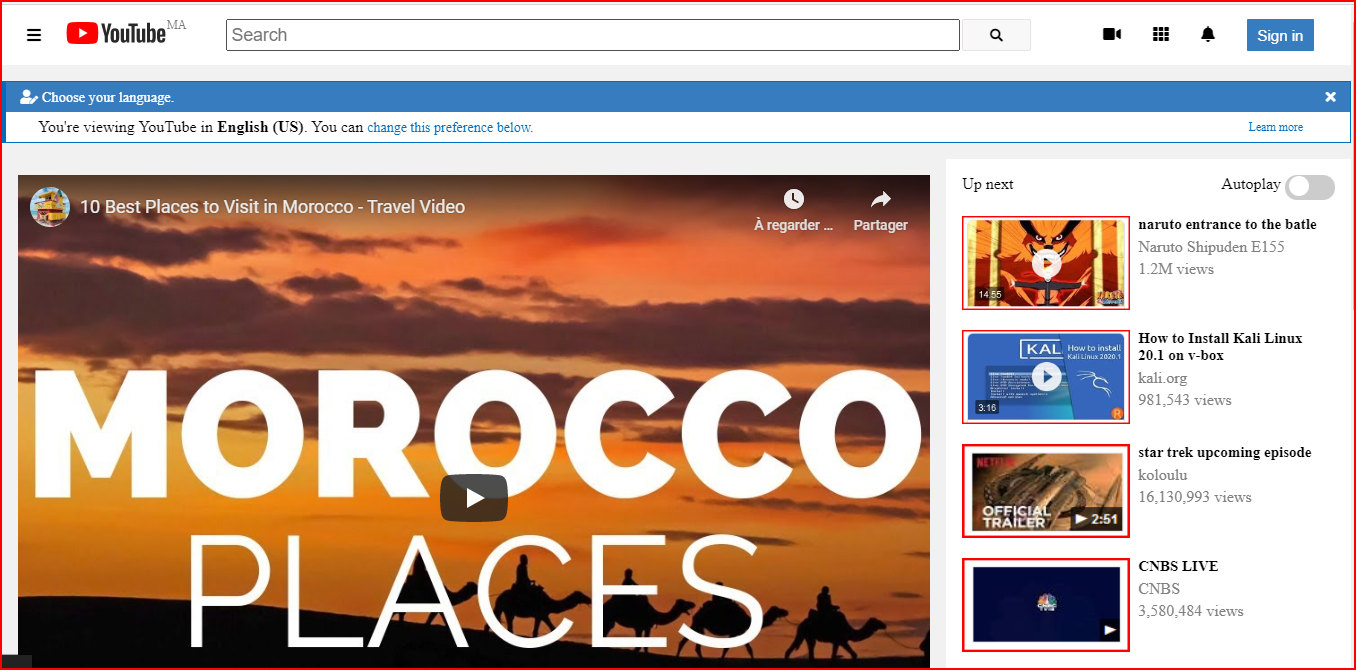 YouTube MA
Search
Sign in
Choose your language.
You're viewing YouTube in English (US). You can change this preference below.
Learn more
10 Best Places to Visit in Morocco - Travel Video
À regarder ...
Partager
MOROCCO
PLACES
Up next
Autoplay
14:55
naruto entrance to the batle
Naruto Shipuden E155
1.2M views
KAL
How to install
Kali Linux 2020.1
3:16
How to Install Kali Linux
20.1 on v-box
kali.org
981,543 views
NETFLIX
OFFICIAL
TRAILER
2:51
star trek upcoming episode
koloulu
16,130,993 views
CNBC
CNBS LIVE
CNBS
3,580,484 views